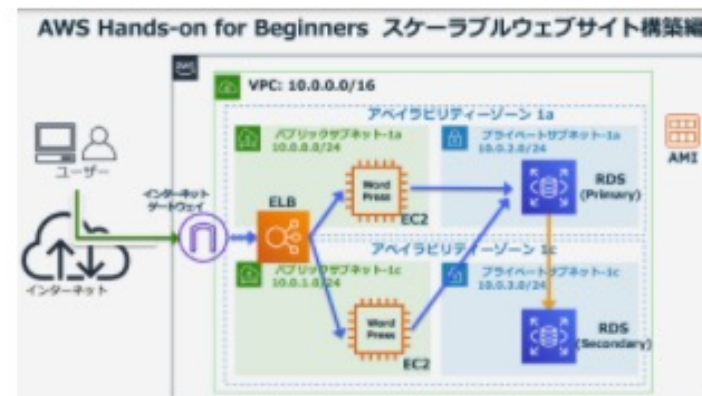 AWS Hands-on for Beginners スケーラブルウェブサイト構築編
aws
VPC: 10.0.0.0/16
アベイラビリティーゾーン 1a
パブリックサブネット-1a
10.0.0.0/24
プライベートサブネット-1a
10.0.2.0/24
ユーザー
インターネット
ゲートウェイ
ELB
Word
Press
EC2
RDS
(Primary)
AMI
アベイラビリティーゾーン 1c
パブリックサブネット-1c
10.0.1.0/24
プライベートサブネット-1c
10.0.3.0/24
インターネット
Word
Press
EC2
RDS
(Secondary)